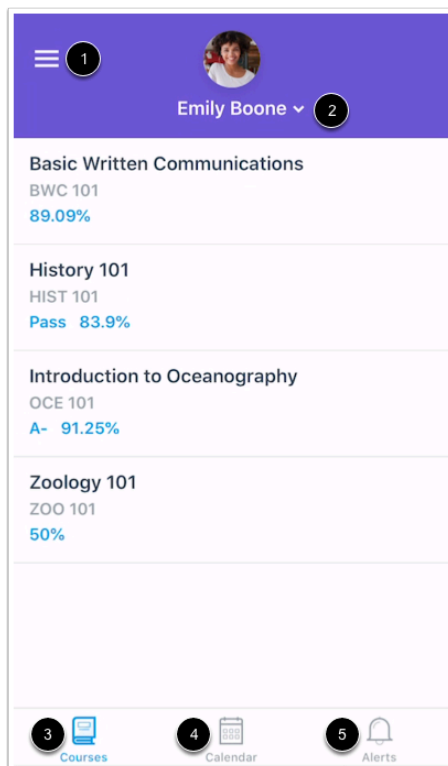 1
Emily Boone 2
Basic Written Communications
BWC 101
89.09%
History 101
HIST 101
Pass 83.9%
Introduction to Oceanography
OCE 101
A- 91.25%
Zoology 101
ZOO 101
50%
3 4 5
Courses Calendar Alerts